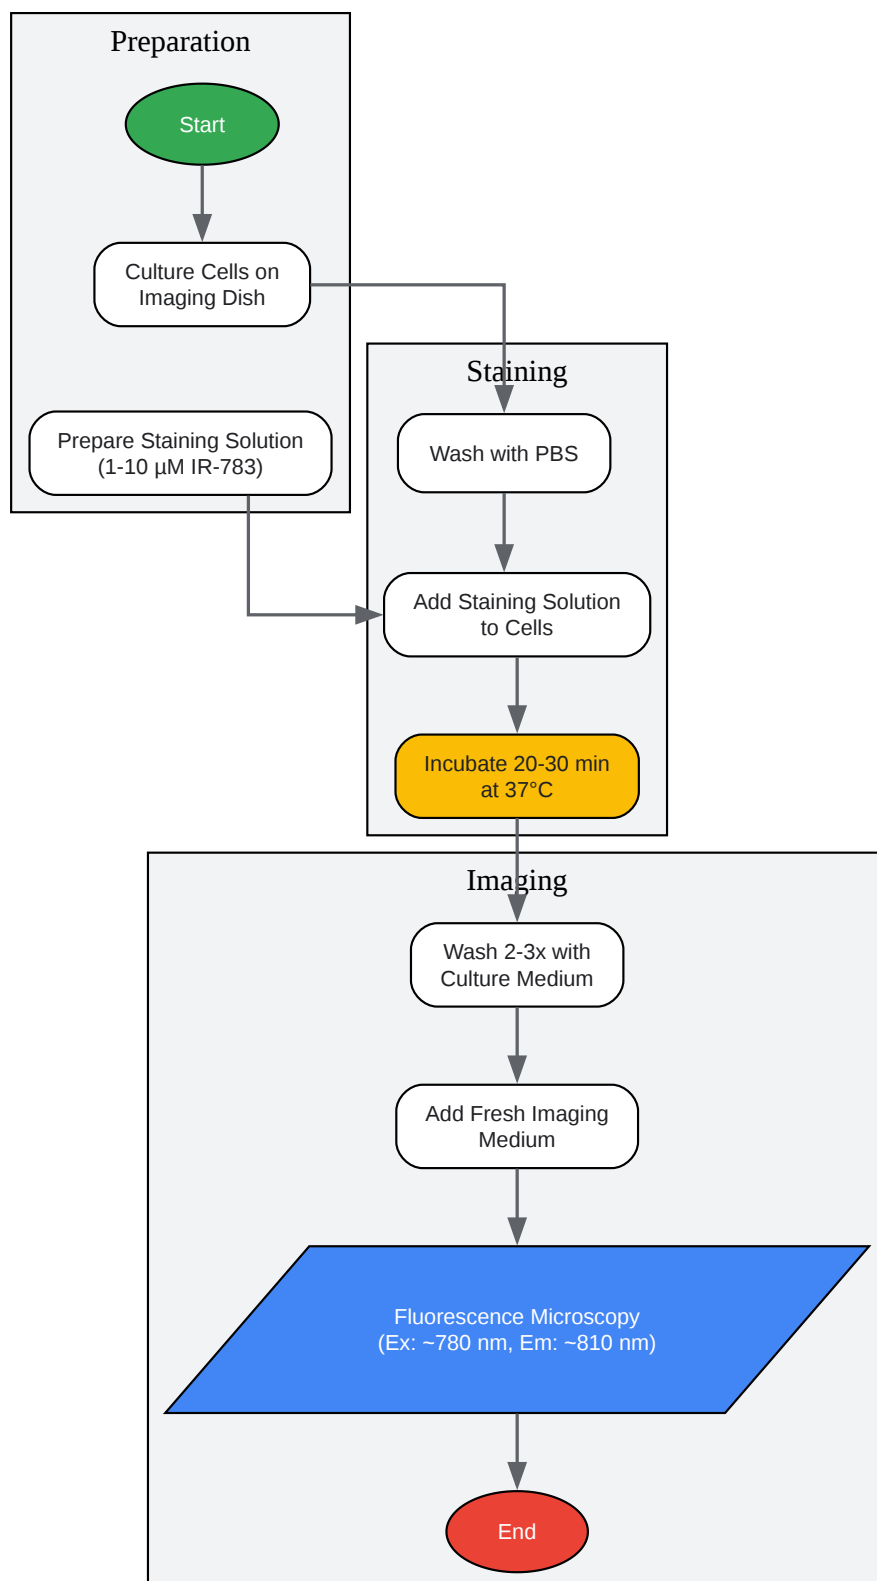 Preparation
Start
Culture Cells on
Imaging Dish
Prepare Staining Solution
(1-10 µM IR-783)
Staining
Wash with PBS
Add Staining Solution
to Cells
Incubate 20-30 min
at 37°C
Imaging
Wash 2-3x with
Culture Medium
Add Fresh Imaging
Medium
Fluorescence Microscopy
(Ex: ~780 nm, Em: ~810 nm)
End